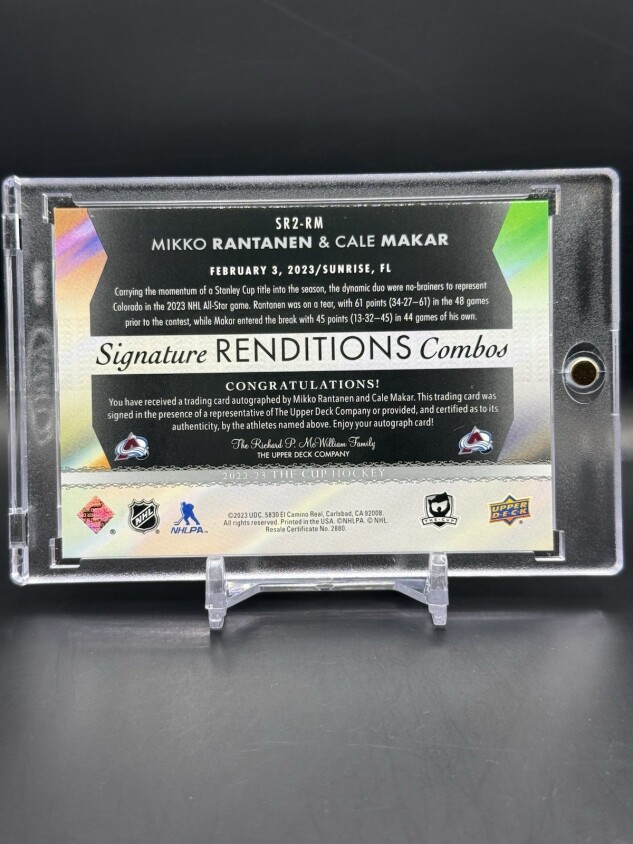 SR2-RM
MIKKO RANTANEN & CALE MAKAR
FEBRUARY 3, 2023/SUNRISE, FL
Carrying the momentum of a Stanley Cup title into the season, the dynamic duo were no-brainers to represent
Colorado in the 2023 NHL All-Star game. Rantanen was on a tear, with 61 points (34-27—61) in the 48 games
prior to the contest, while Makar entered the break with 45 points (13-32—45) in 44 games of his own.
Signature RENDITIONS Combos
CONGRATULATIONS!
You have received a trading card autographed by Mikko Rantanen and Cale Makar. This trading card was
signed in the presence of a representative of The Upper Deck Company or provided, and certified as to its
authenticity, by the athletes named above. Enjoy your autograph card!
The Richard P. McWilliam Family
THE UPPER DECK COMPANY
2022-23 THE CUP HOCKEY
NHL
NHLPA
©2023 UDC. 5830 El Camino Real, Carlsbad, CA 92008.
All rights reserved. Printed in the USA. ©NHLPA. © NHL.
Resale Certificate No. 2880.
THE CUP
UPPER
DECK